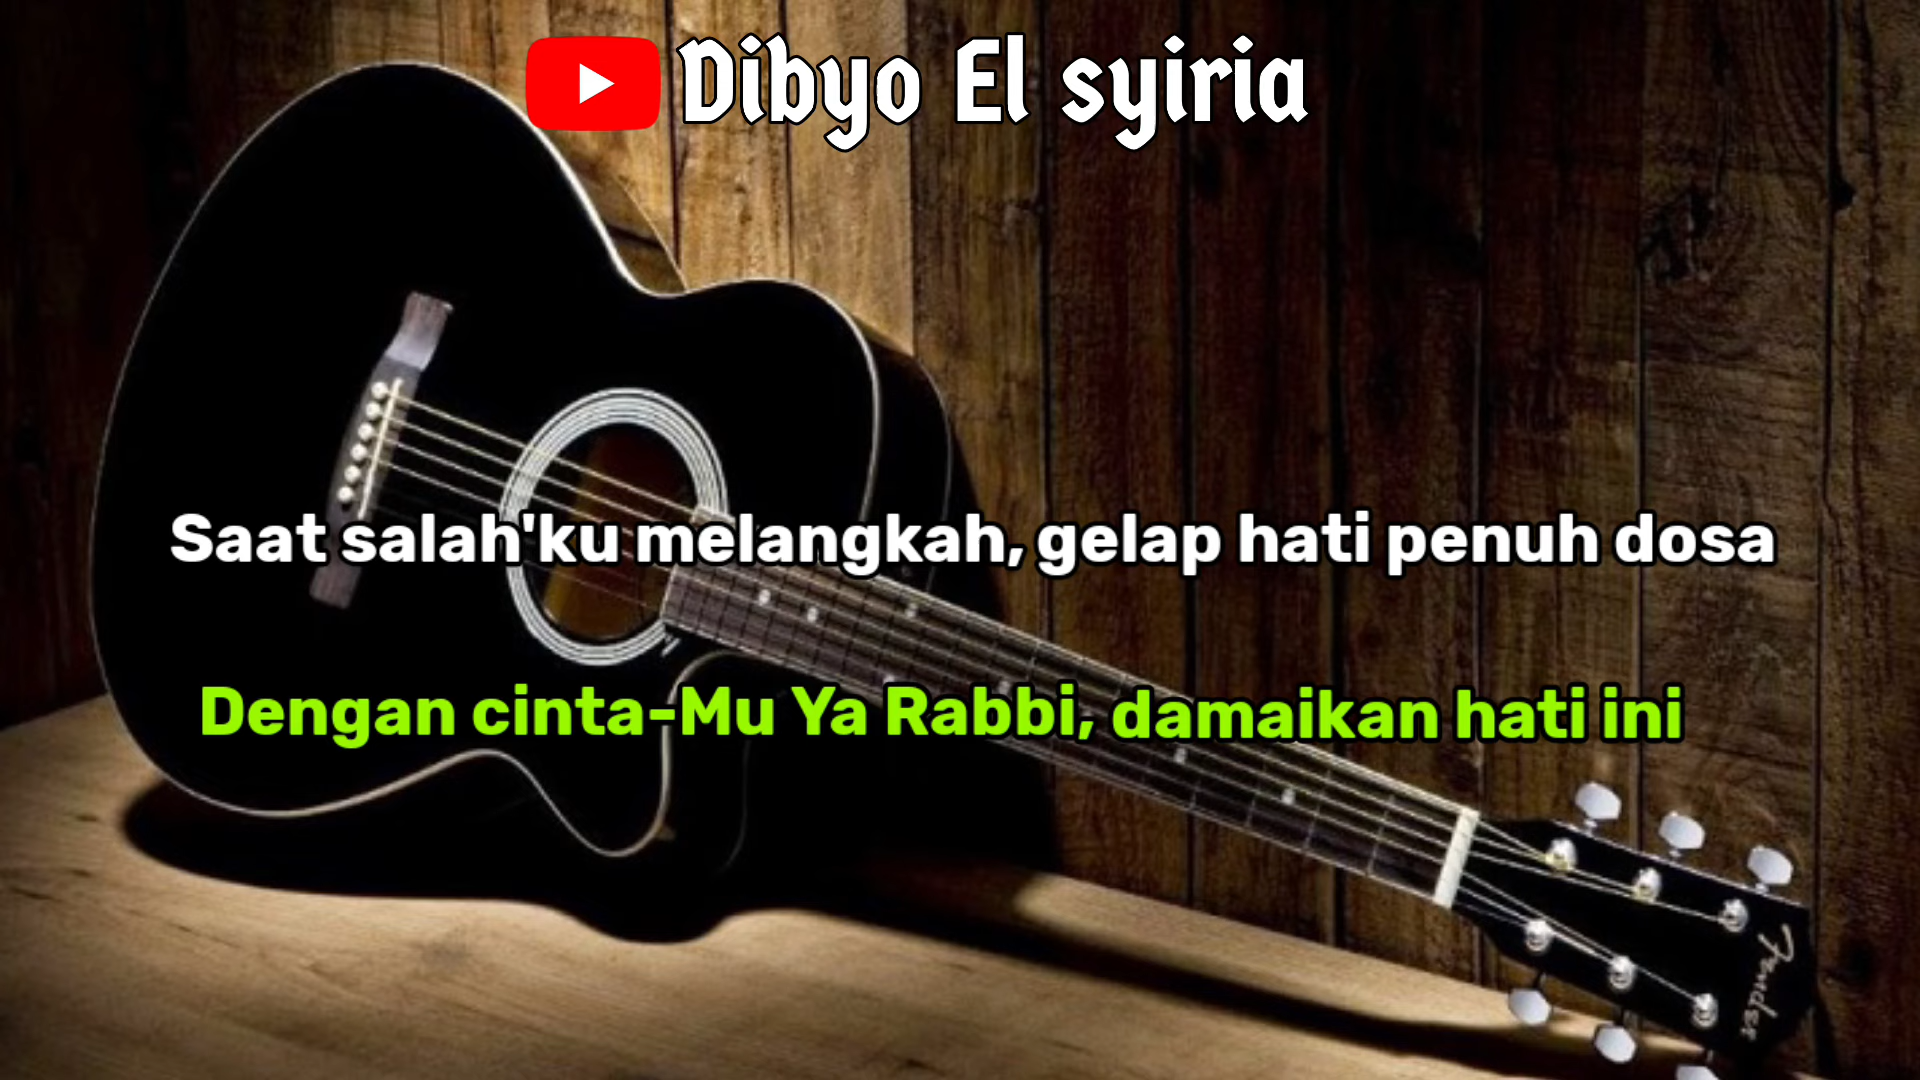 Dibyo El syiria
Saat salah'ku melangkah, gelap hati penuh dosa
Dengan cinta-Mu Ya Rabbi, damaikan hati ini
Fender